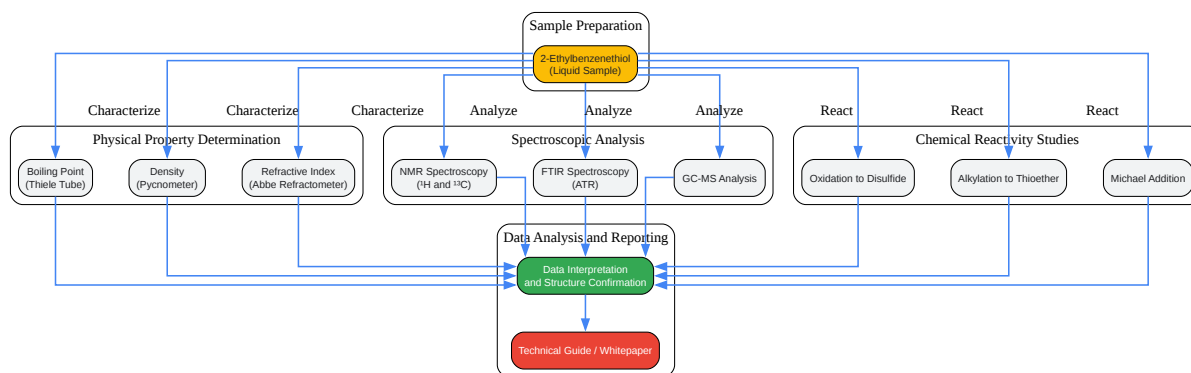 Sample Preparation
2-Ethylbenzenethiol
(Liquid Sample)
Characterize
Characterize
Characterize
Analyze
Analyze
Analyze
React
React
React
Physical Property Determination
Spectroscopic Analysis
Chemical Reactivity Studies
Boiling Point
(Thiele Tube)
Density
(Pycnometer)
Refractive Index
(Abbe Refractometer)
NMR Spectroscopy
(¹H and ¹³C)
FTIR Spectroscopy
(ATR)
GC-MS Analysis
Oxidation to Disulfide
Alkylation to Thioether
Michael Addition
Data Analysis and Reporting
Data Interpretation
and Structure Confirmation
Technical Guide / Whitepaper